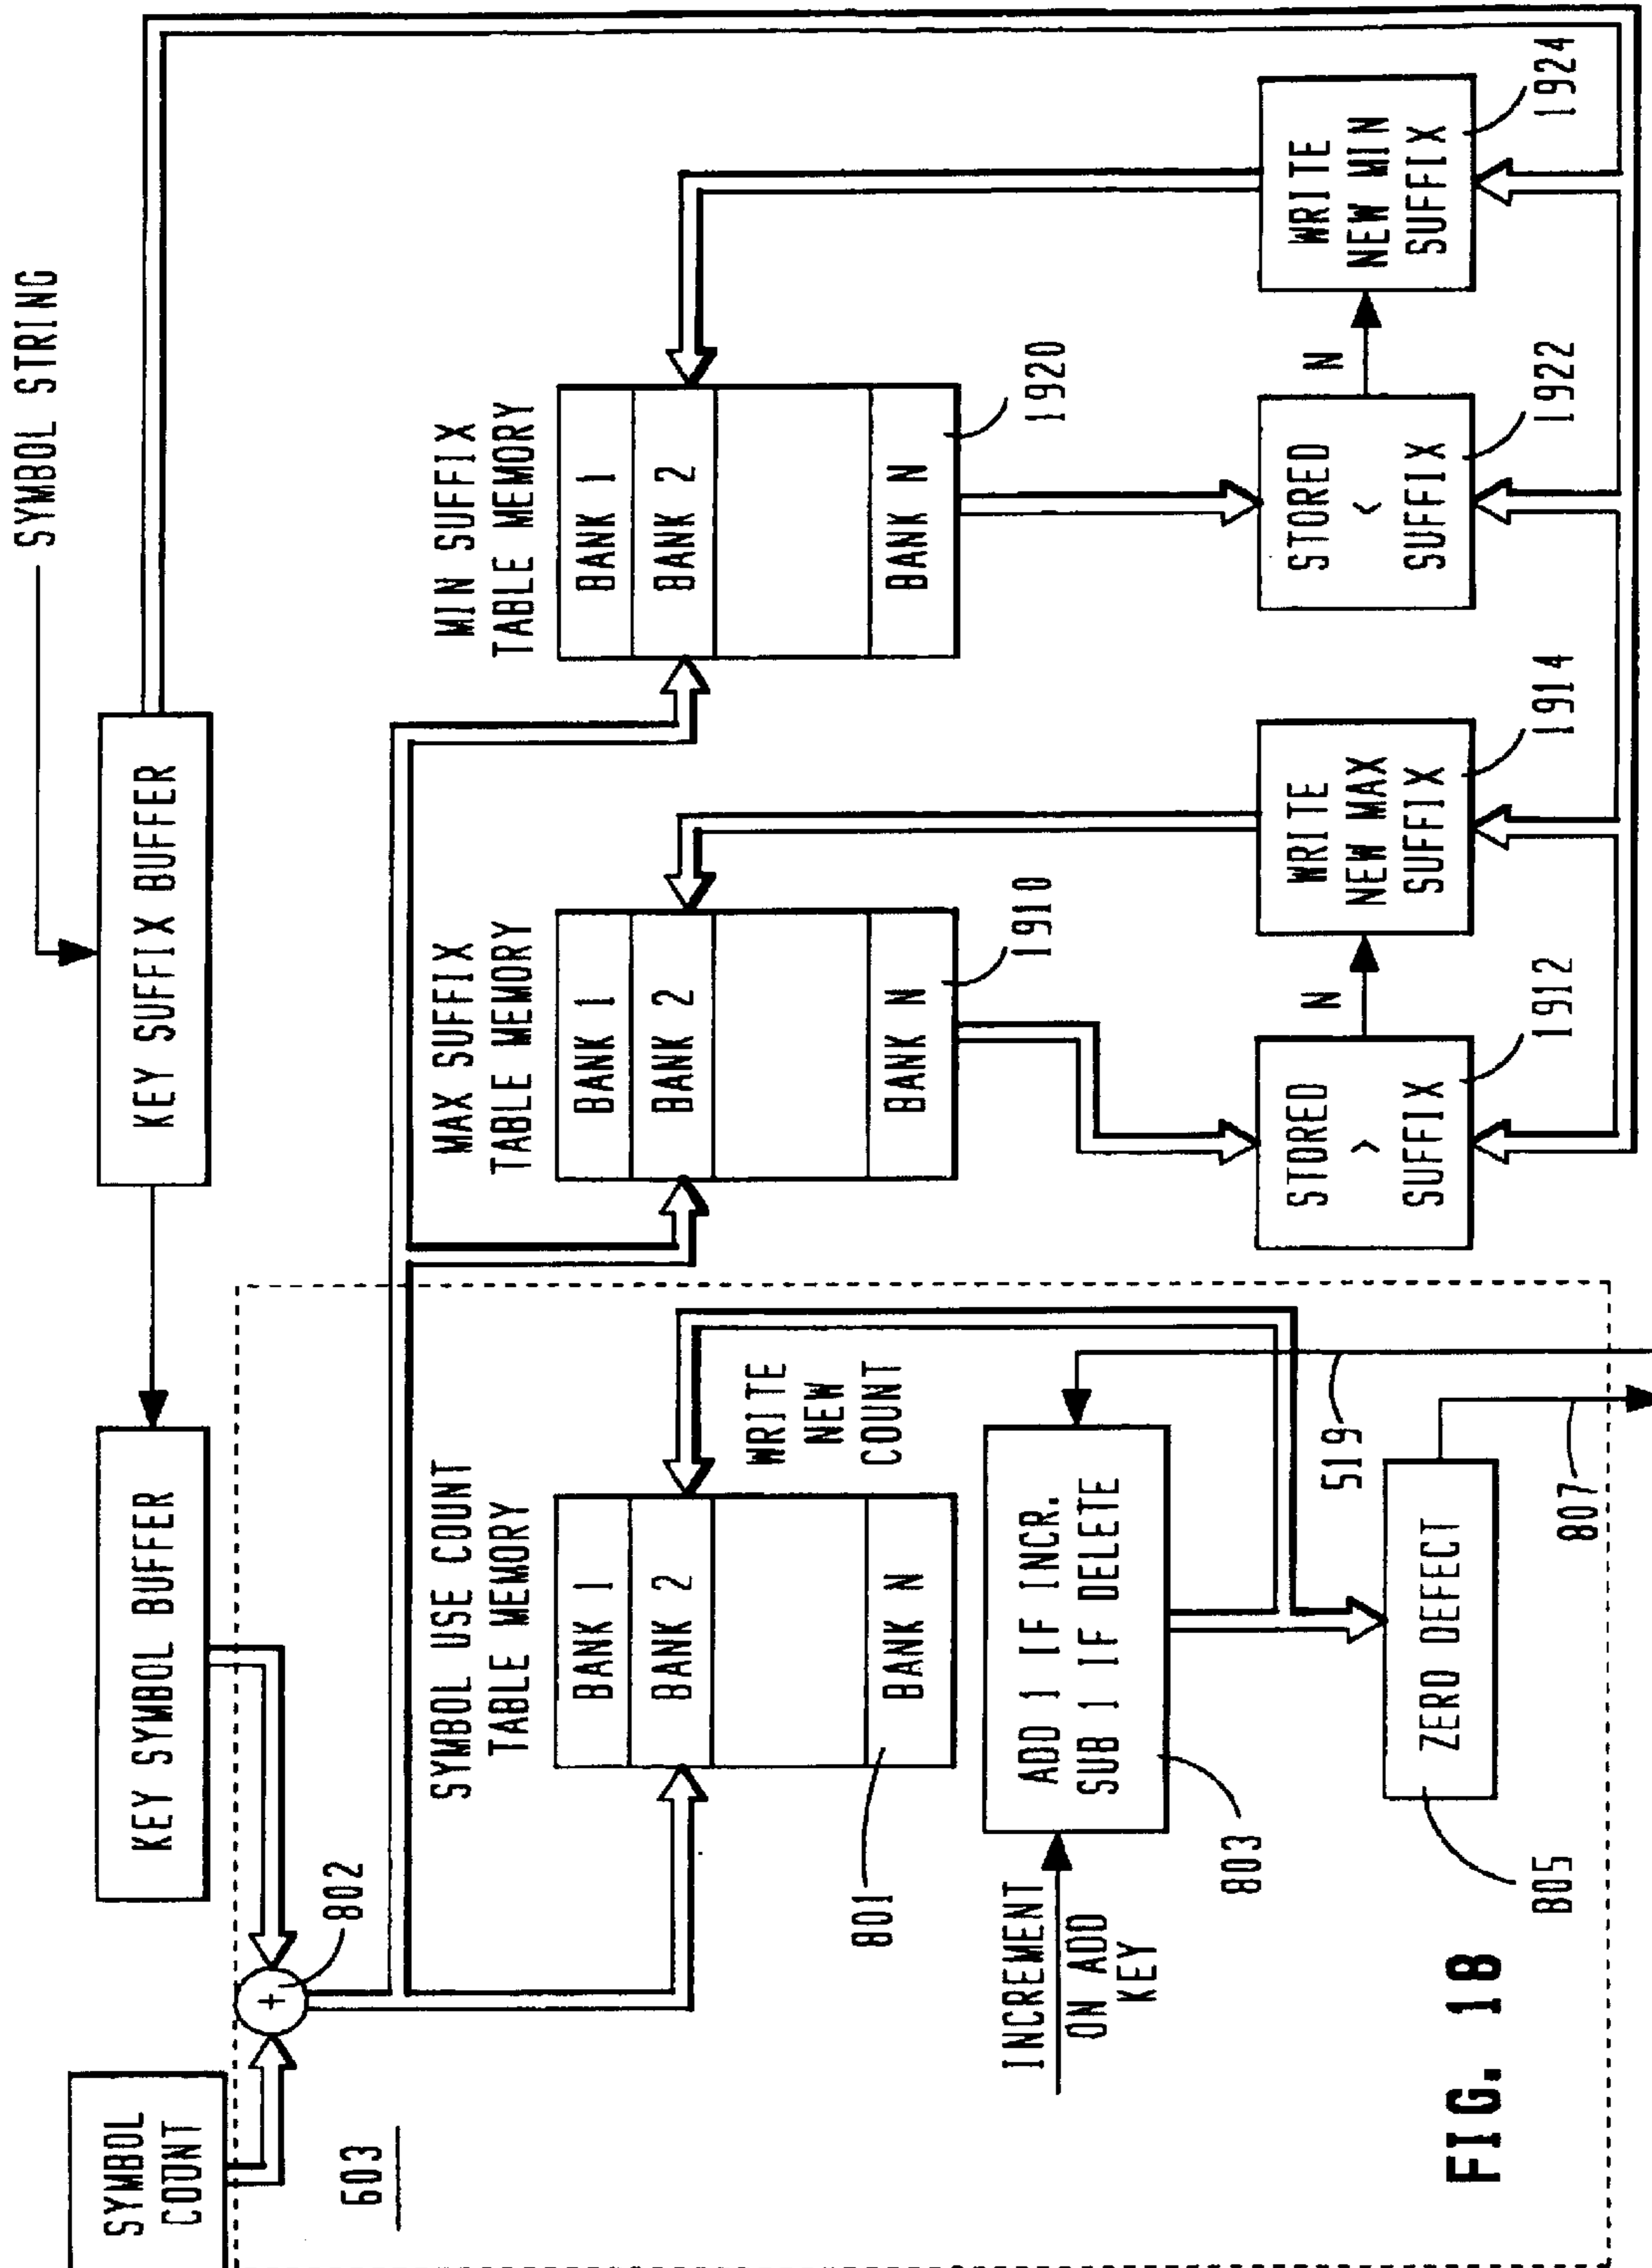 SYMBOL STRING
SYMBOL
COUNT
KEY SYMBOL BUFFER
KEY SUFFIX BUFFER
802
603
SYMBOL USE COUNT
TABLE MEMORY
BANK 1
BANK 2
BANK N
801
WRITE
NEW
COUNT
MAX SUFFIX
TABLE MEMORY
BANK 1
BANK 2
BANK N
1910
MIN SUFFIX
TABLE MEMORY
BANK 1
BANK 2
BANK N
1920
INCREMENT
ON ADD
KEY
ADD 1 IF INCR.
SUB 1 IF DELETE
803
519
ZERO DEFECT
805
807
STORED
>
SUFFIX
1912
N
WRITE
NEW MAX
SUFFIX
1914
STORED
<
SUFFIX
1922
N
WRITE
NEW MIN
SUFFIX
1924
+
FIG. 18